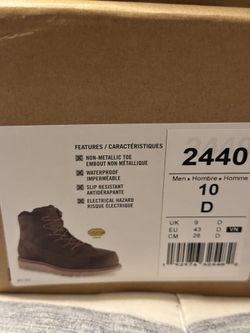 FEATURES / CARACTÉRISTIQUES
NON-METALLIC TOE
EMBOUT NON MÉTALLIQUE
WATERPROOF
IMPERMÉABLE
SLIP RESISTANT
ANTIDÉRAPANTE
ELECTRICAL HAZARD
RISQUE ÉLECTRIQUE
2440
Men • Hombre • Homme
10
D
UK 9 D
EU 43 D VN
CM 28 D